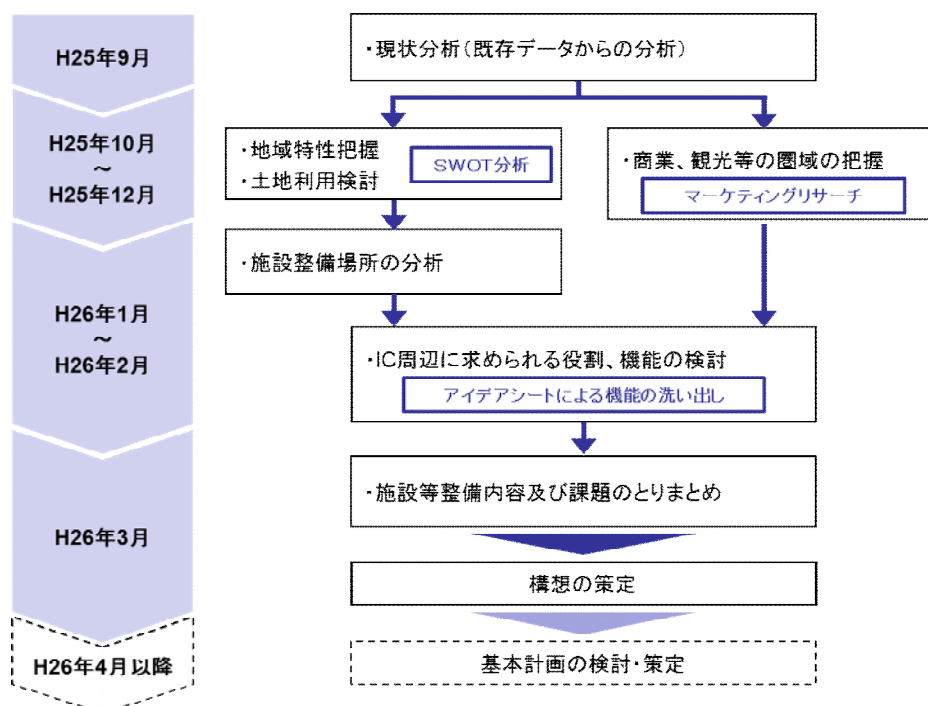 H25年9月
・現状分析(既存データからの分析)
H25年10月
～
H25年12月
・地域特性把握
・土地利用検討
SWOT分析
・商業、観光等の圏域の把握
マーケティングリサーチ
・施設整備場所の分析
H26年1月
～
H26年2月
・IC周辺に求められる役割、機能の検討
アイデアシートによる機能の洗い出し
H26年3月
・施設等整備内容及び課題のとりまとめ
構想の策定
H26年4月以降
基本計画の検討・策定